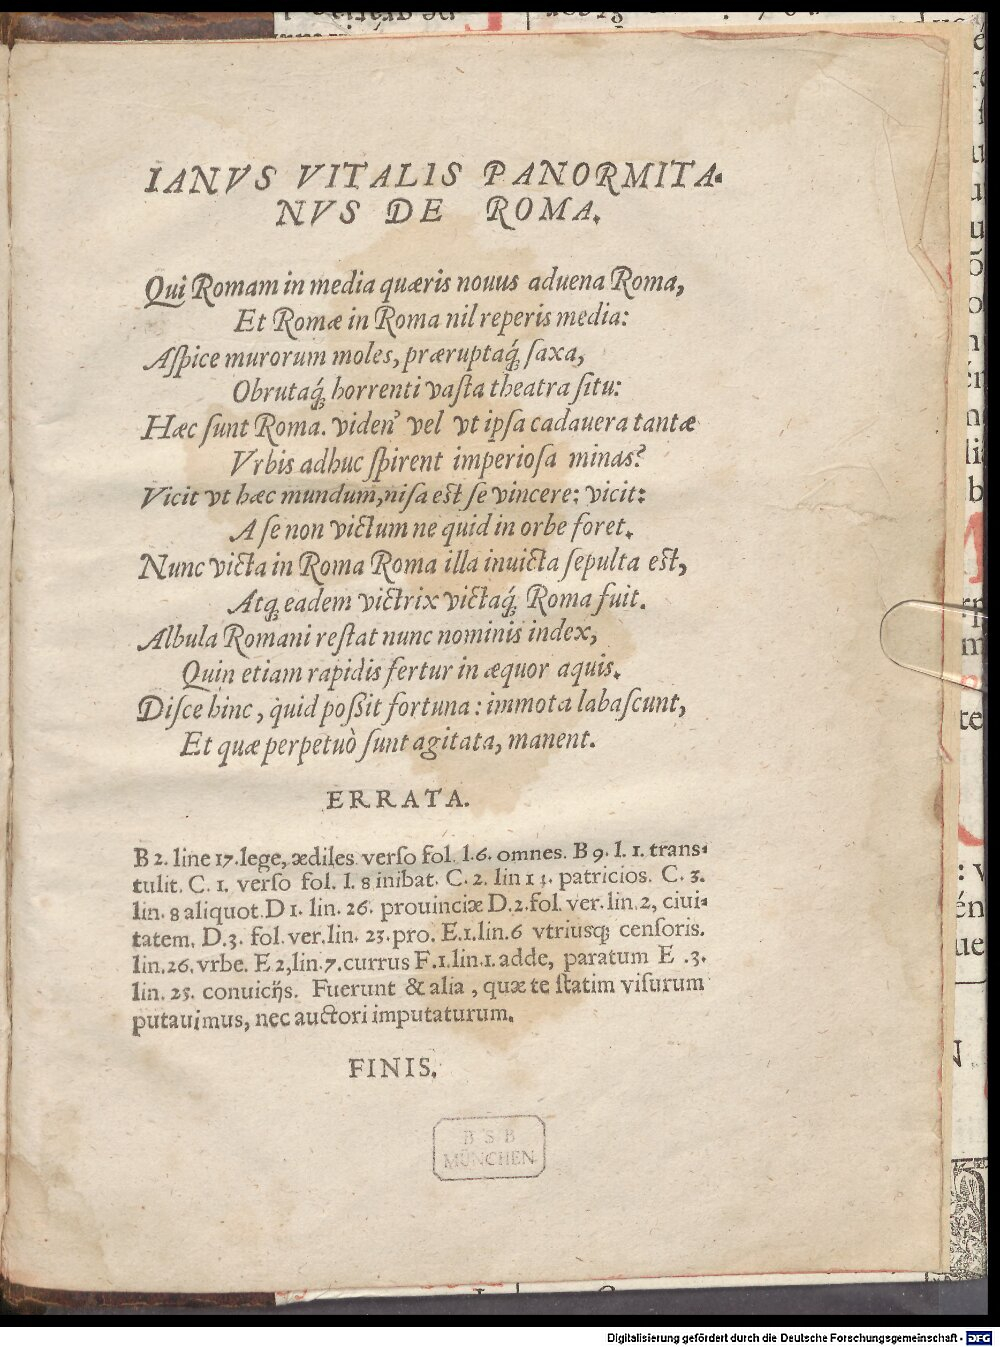 IANVS VITALIS PANORMITA-
NVS DE ROMA.
Qui Romam in media quæris nouus aduena Roma,
Et Romæ in Roma nil reperis media:
Aſpice murorum moles, præruptaq́; ſaxa,
Obrutaq́; horrenti vaſta theatra ſitu:
Hæc ſunt Roma. viden' vel vt ipſa cadauera tantæ
Vrbis adhuc ſpirent imperioſa minas?
Vicit vt hæc mundum, niſa eſt ſe vincere: vicit:
A ſe non victum ne quid in orbe foret.
Nunc victa in Roma Roma illa inuicta ſepulta eſt,
Atq; eadem victrix victaq́; Roma fuit.
Albula Romani reſtat nunc nominis index,
Quin etiam rapidis fertur in æquor aquis.
Diſce hinc, quid poſsit fortuna: immota labaſcunt,
Et quæ perpetuò ſunt agitata, manent.
ERRATA.
B 2. line 17. lege, ædiles verſo fol. l. 6. omnes. B 9. l. 1. trans-
tulit. C. 1. verſo fol. l. 8 inibat. C. 2. lin 14. patricios. C. 3.
lin. 8 aliquot. D 1. lin. 26. prouinciæ D. 2. fol. ver. lin. 2, ciui-
tatem. D. 3. fol. ver. lin. 23. pro. E. 1. lin. 6 vtriusq; cenſoris.
lin. 26. vrbe. E 2, lin. 7. currus F. 1. lin. 1. adde, paratum E .3.
lin. 25. conuicijs. Fuerunt & alia, quæ te ſtatim viſurum
putauimus, nec auctori imputaturum.
FINIS.
B S B
MÜNCHEN
Digitalisierung gefördert durch die Deutsche Forschungsgemeinschaft - DFG